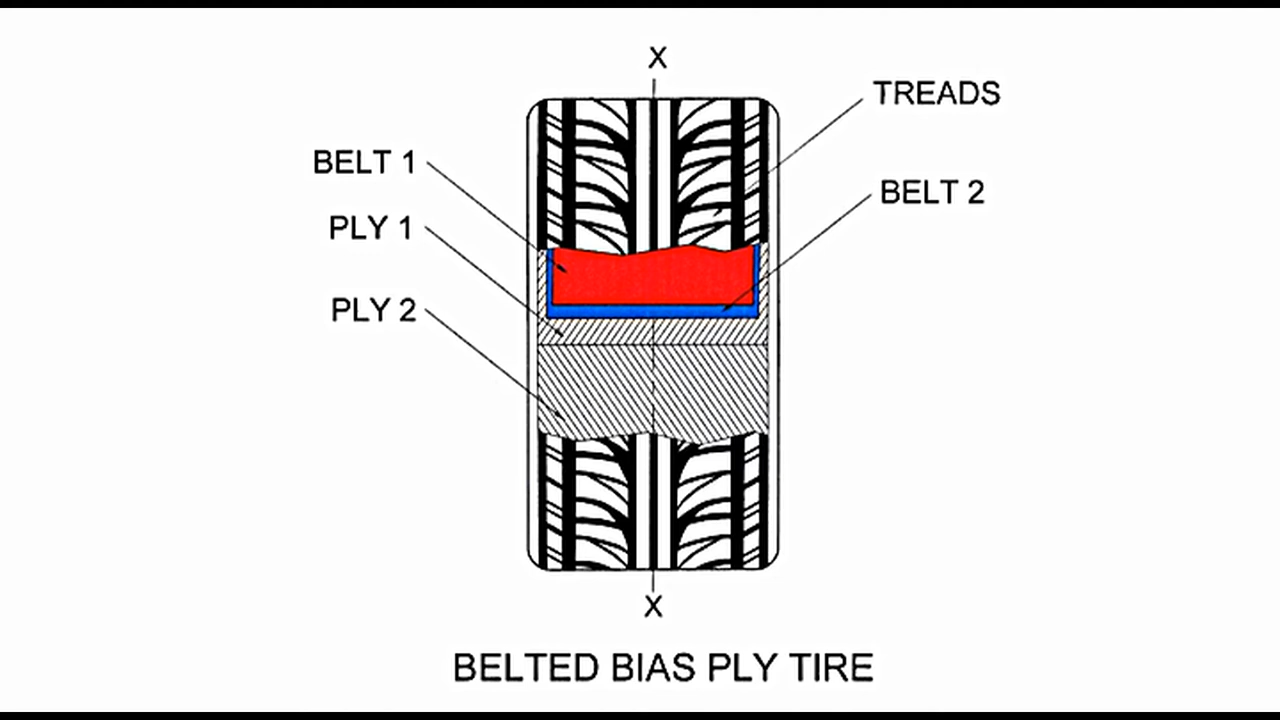 X
TREADS
BELT 1
BELT 2
PLY 1
PLY 2
X
BELTED BIAS PLY TIRE